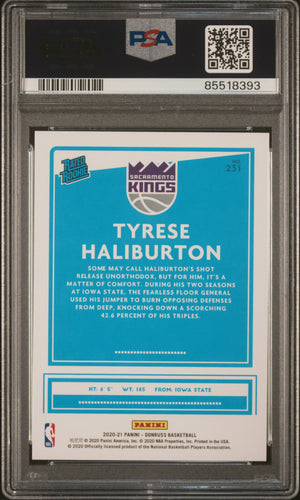 PSA
85518393
RATED
ROOKIE
SACRAMENTO
KINGS
NO.
231
TYRESE
HALIBURTON
SOME MAY CALL HALIBURTON'S SHOT
RELEASE UNORTHODOX. BUT FOR HIM, IT'S A
MATTER OF COMFORT. DURING HIS TWO SEASONS
AT IOWA STATE, THE FEARLESS FLOOR GENERAL
USED HIS JUMPER TO BURN OPPOSING DEFENSES
FROM DEEP, KNOCKING DOWN A SCORCHING
42.6 PERCENT OF HIS TRIPLES.
HT: 6' 5" WT: 185 FROM: IOWA STATE
PANINI
2020-21 PANINI - DONRUSS BASKETBALL
© 2020 Panini America, Inc. © 2020 NBA Properties, Inc. Printed in the USA.
© 2020 Officially licensed product of the National Basketball Players Association.